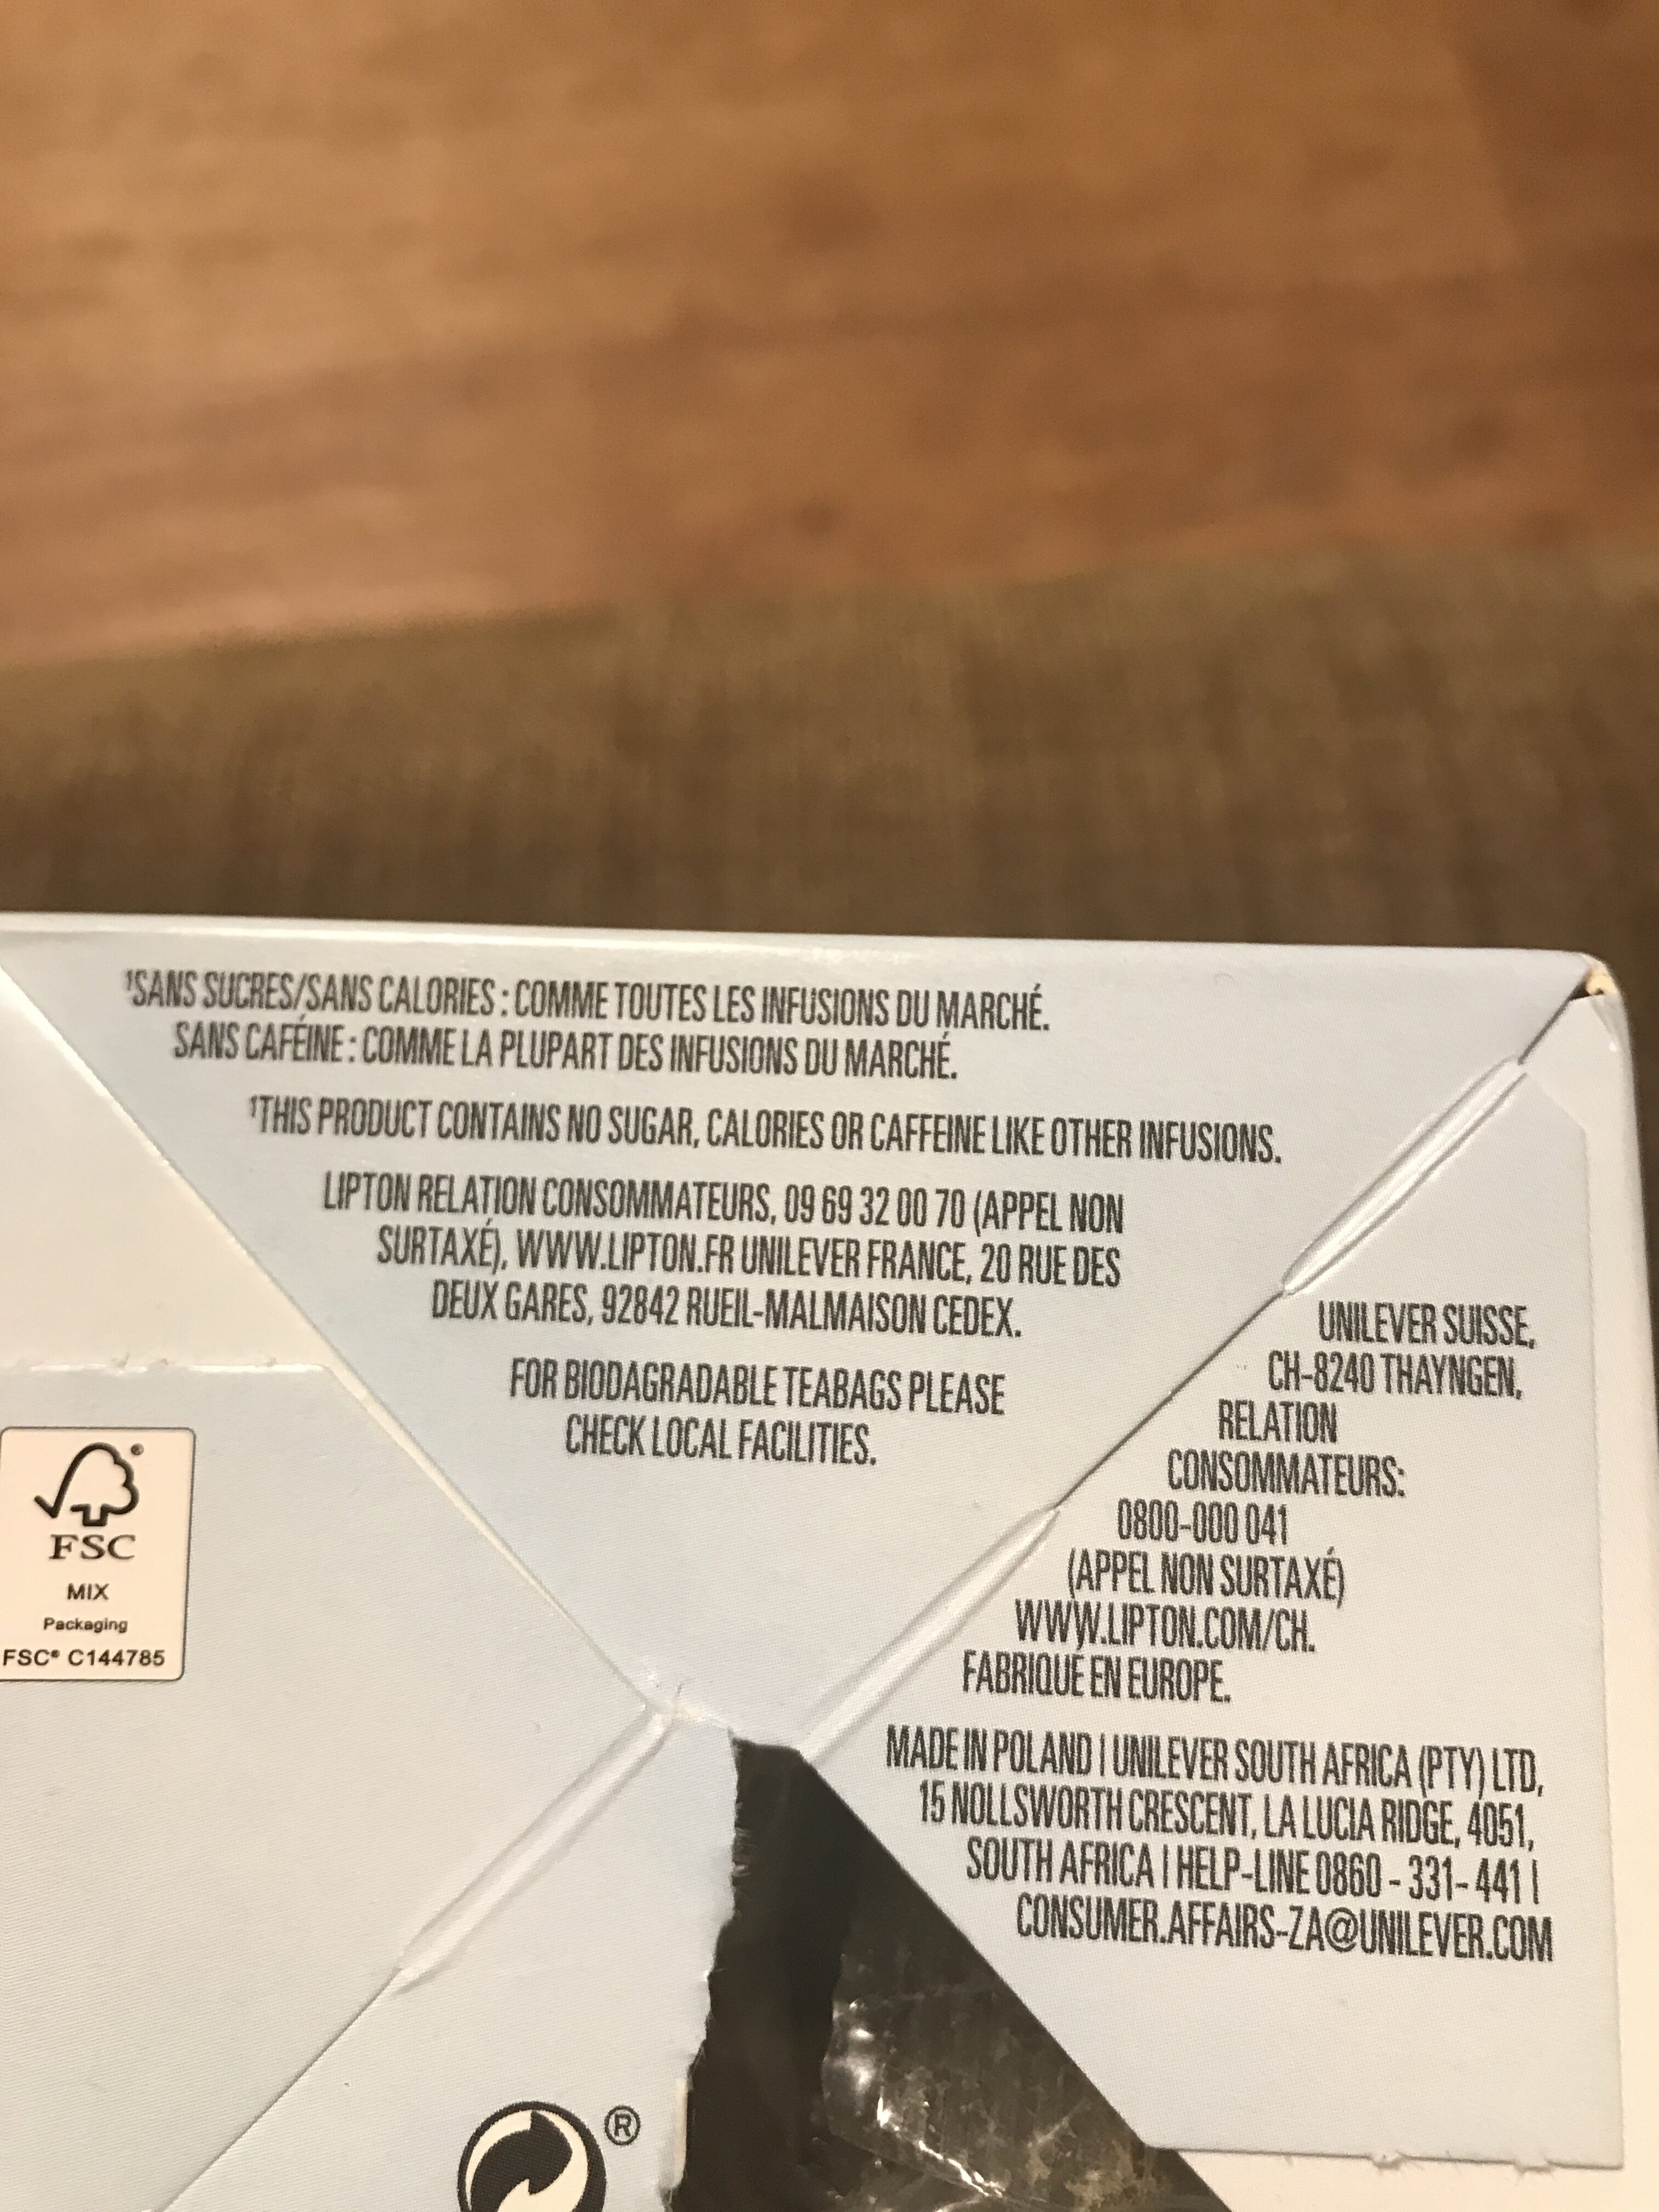 ¹SANS SUCRES/SANS CALORIES : COMME TOUTES LES INFUSIONS DU MARCHÉ.
SANS CAFÉINE : COMME LA PLUPART DES INFUSIONS DU MARCHÉ.
¹THIS PRODUCT CONTAINS NO SUGAR, CALORIES OR CAFFEINE LIKE OTHER INFUSIONS.
LIPTON RELATION CONSOMMATEURS, 09 69 32 00 70 (APPEL NON
SURTAXÉ), WWW.LIPTON.FR UNILEVER FRANCE, 20 RUE DES
DEUX GARES, 92842 RUEIL-MALMAISON CEDEX.
FOR BIODAGRADABLE TEABAGS PLEASE
CHECK LOCAL FACILITIES.
UNILEVER SUISSE,
CH-8240 THAYNGEN,
RELATION
CONSOMMATEURS:
0800-000 041
(APPEL NON SURTAXÉ)
WWW.LIPTON.COM/CH.
FABRIQUÉ EN EUROPE.
MADE IN POLAND | UNILEVER SOUTH AFRICA (PTY) LTD,
15 NOLLSWORTH CRESCENT, LA LUCIA RIDGE, 4051,
SOUTH AFRICA | HELP-LINE 0860 - 331- 441 |
CONSUMER.AFFAIRS-ZA@UNILEVER.COM
®
FSC
MIX
Packaging
FSC® C144785
®